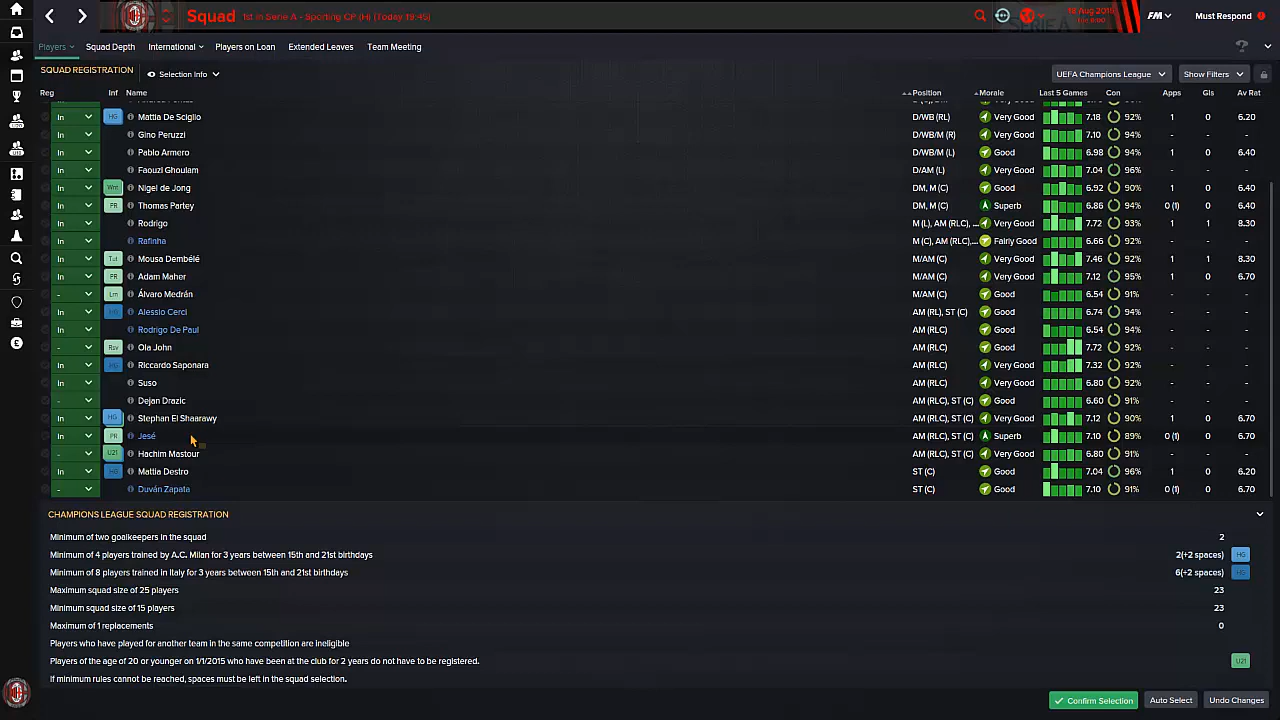 Squad 1st in Serie A - Sporting CP (H) (Today 19:45) FM Must Respond
Players Squad Depth International Players on Loan Extended Leaves Team Meeting
SQUAD REGISTRATION Selection Info UEFA Champions League Show Filters
Reg Inf Name Position Morale Last 5 Games Con Apps Gls Av Rat
In HG Mattia De Sciglio D/WB (RL) Very Good 7.18 92% 1 0 6.20
In Gino Peruzzi D/WB/M (R) Very Good 7.10 94% - - -
In Pablo Armero D/WB/M (L) Good 6.98 94% 1 0 6.40
In Faouzi Ghoulam D/AM (L) Very Good 7.04 96% - - -
In Wnt Nigel de Jong DM, M (C) Good 6.92 90% 1 0 6.40
In PR Thomas Partey DM, M (C) Superb 6.86 94% 0 (1) 0 6.40
In Rodrigo M (L), AM (RLC), ... Very Good 7.72 93% 1 1 8.30
In Rafinha M (C), AM (RLC),... Fairly Good 6.66 92% - - -
In Tut Mousa Dembélé M/AM (C) Very Good 7.46 92% 1 1 8.30
In PR Adam Maher M/AM (C) Very Good 7.12 95% 1 0 6.70
- Lrn Álvaro Medrán M/AM (C) Good 6.54 91% - - -
In HG Alessio Cerci AM (RL), ST (C) Good 6.74 94% - - -
In Rodrigo De Paul AM (RLC) Good 6.54 94% - - -
- Rsv Ola John AM (RLC) Good 7.72 92% - - -
In HG Riccardo Saponara AM (RLC) Very Good 7.32 92% - - -
In Suso AM (RLC) Very Good 6.80 92% - - -
- Dejan Drazic AM (RLC), ST (C) Good 6.60 91% - - -
In HG Stephan El Shaarawy AM (RLC), ST (C) Very Good 7.12 90% 1 0 6.70
In PR Jesé AM (RLC), ST (C) Superb 7.10 89% 0 (1) 0 6.70
- U21 Hachim Mastour AM (RLC), ST (C) Very Good 6.80 91% - - -
In HG Mattia Destro ST (C) Good 7.04 96% 1 0 6.20
- Duván Zapata ST (C) Good 7.10 91% 0 (1) 0 6.70
CHAMPIONS LEAGUE SQUAD REGISTRATION
Minimum of two goalkeepers in the squad 2
Minimum of 4 players trained by A.C. Milan for 3 years between 15th and 21st birthdays 2(+2 spaces) HG
Minimum of 8 players trained in Italy for 3 years between 15th and 21st birthdays 6(+2 spaces) HG
Maximum squad size of 25 players 23
Minimum squad size of 15 players 23
Maximum of 1 replacements 0
Players who have played for another team in the same competition are ineligible
Players of the age of 20 or younger on 1/1/2015 who have been at the club for 2 years do not have to be registered. U21
If minimum rules cannot be reached, spaces must be left in the squad selection.
Confirm Selection Auto Select Undo Changes